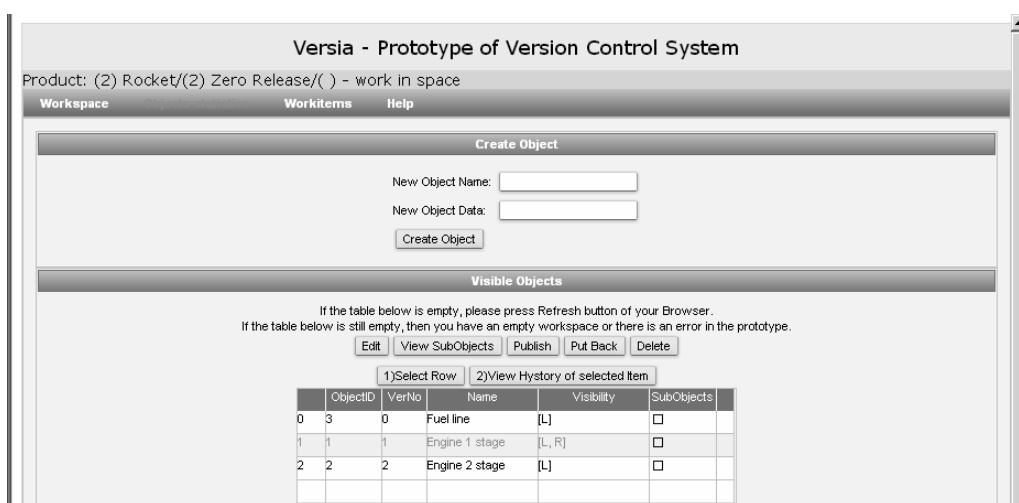 Versia - Prototype of Version Control System
Product: (2) Rocket/(2) Zero Release/( ) - work in space
Workspace Workitems Help
Create Object
New Object Name:
New Object Data:
Create Object
Visible Objects
If the table below is empty, please press Refresh button of your Browser.
If the table below is still empty, then you have an empty workspace or there is an error in the prototype.
Edit View SubObjects Publish Put Back Delete
1)Select Row 2)View Hystory of selected Item
ObjectID VerNo Name Visibility SubObjects
0 3 0 Fuel line [L]
1 1 1 Engine 1 stage [L, R]
2 2 2 Engine 2 stage [L]